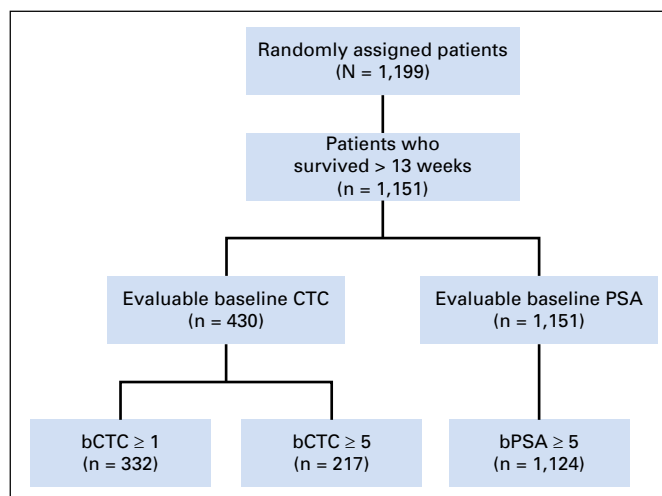 Randomly assigned patients
(N = 1,199)
Patients who
survived > 13 weeks
(n = 1,151)
Evaluable baseline CTC
(n = 430)
Evaluable baseline PSA
(n = 1,151)
bCTC ≥ 1
(n = 332)
bCTC ≥ 5
(n = 217)
bPSA ≥ 5
(n = 1,124)